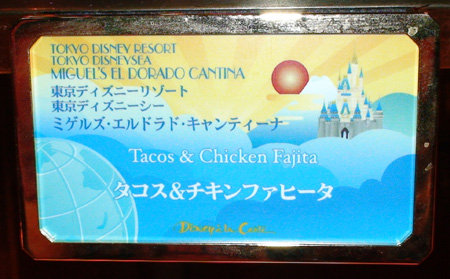 TOKYO DISNEY RESORT
TOKYO DISNEYSEA
MIGUEL'S EL DORADO CANTINA
東京ディズニーリゾート
東京ディズニーシー
ミゲルズ・エルドラド・キャンティーナ
Tacos & Chicken Fajita
タコス&チキンファヒータ